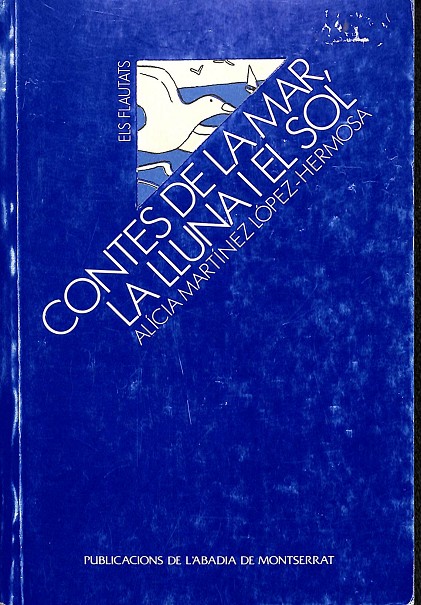 ELS FLAUTATS
CONTES DE LA MAR,
LA LLUNA I EL SOL
ALÍCIA MARTÍNEZ LÓPEZ-HERMOSA
PUBLICACIONS DE L'ABADIA DE MONTSERRAT